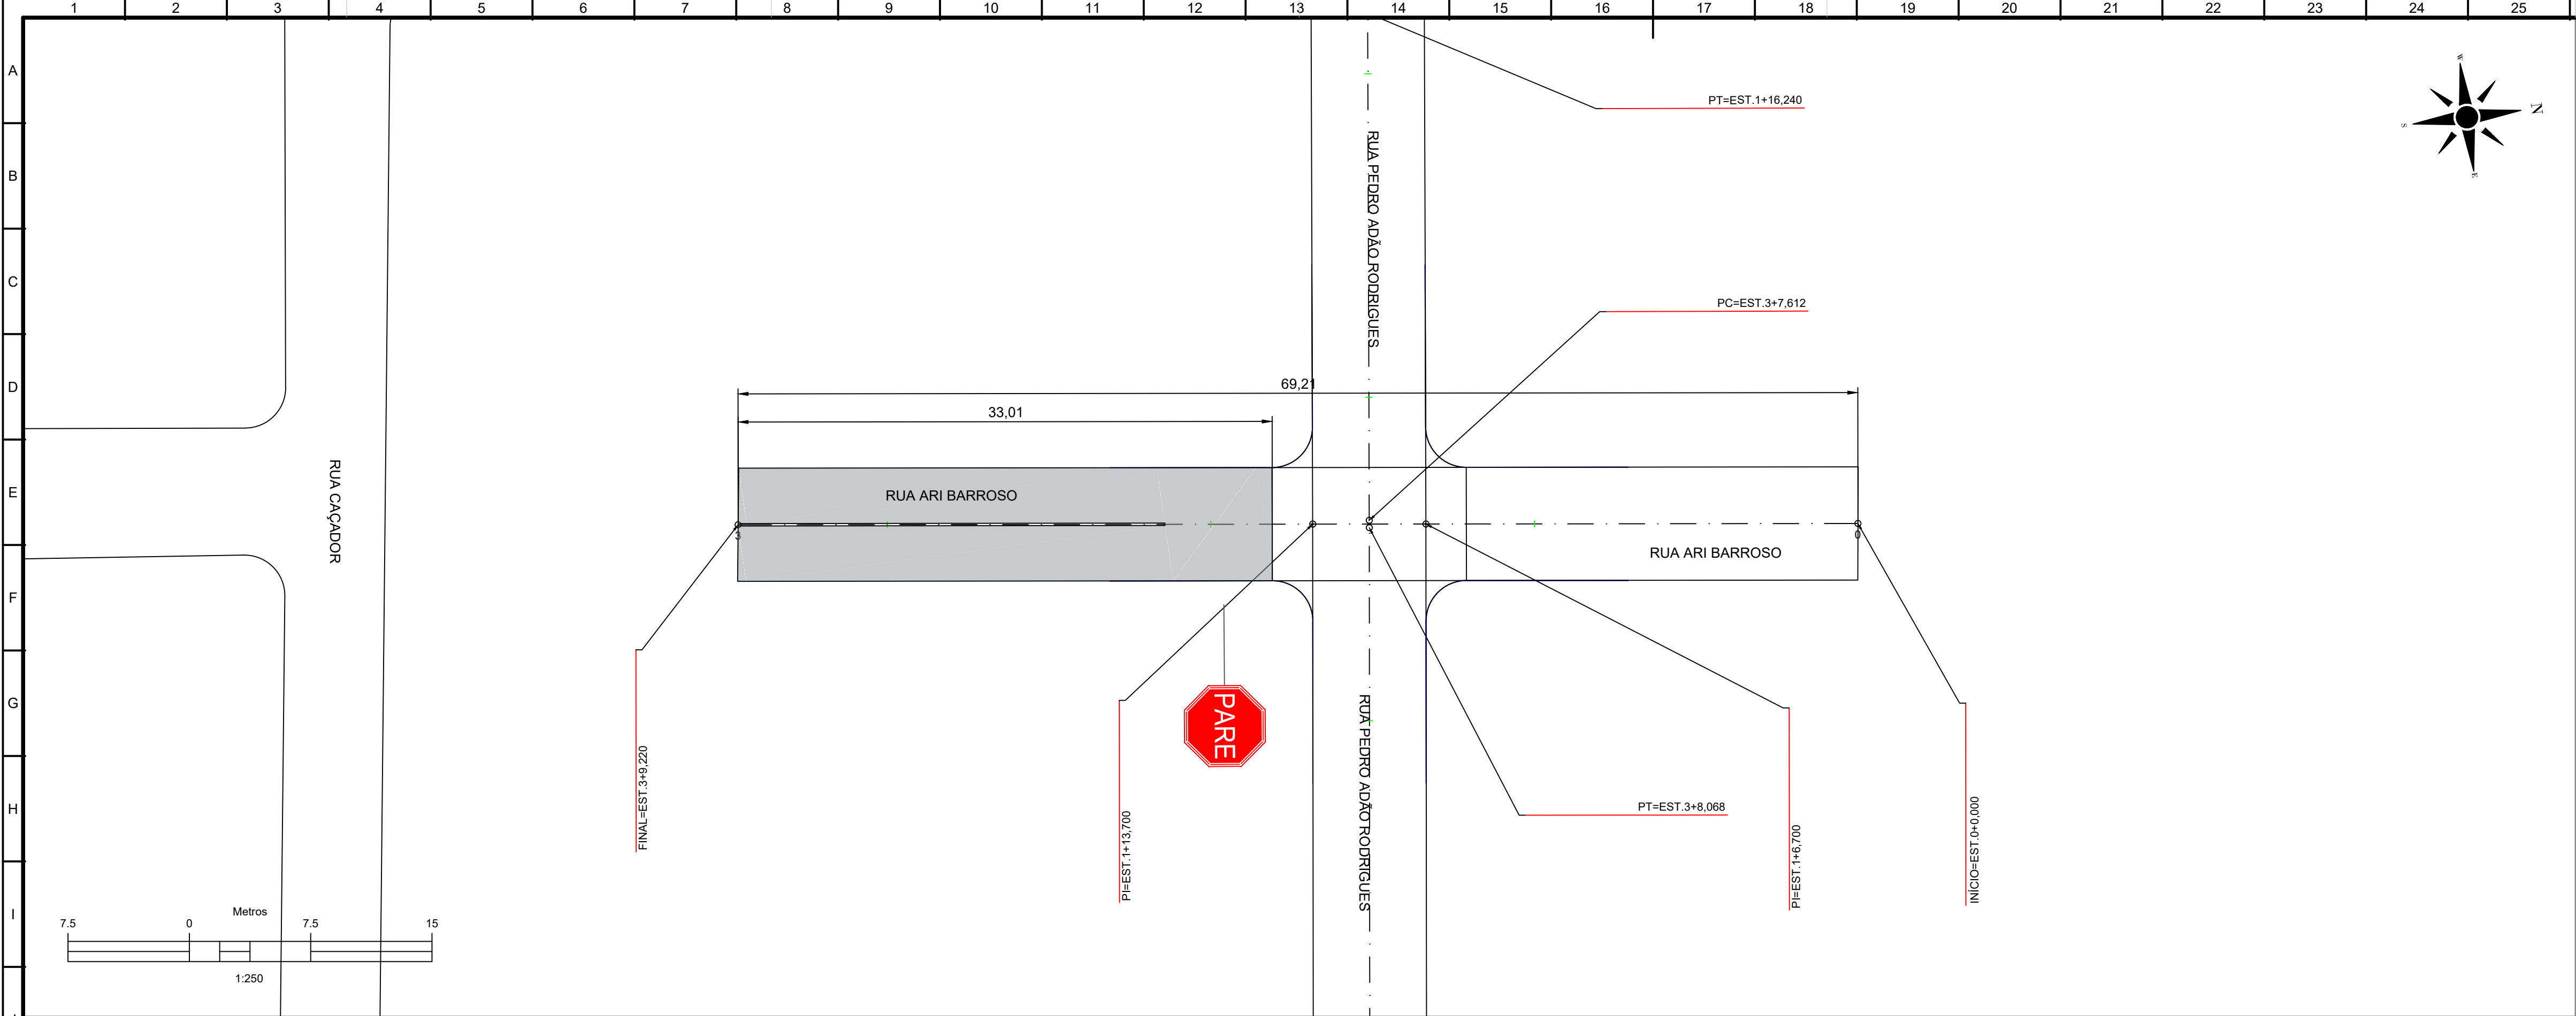 1 2 3 4 5 6 7 8 9 10 11 12 13 14 15 16 17 18 19 20 21 22 23 24 25
A
B
C
D
E
F
G
H
I
W
N
S
E
PT=EST.1+16,240
RUA PEDRO ADÃO RODRIGUES
PC=EST.3+7,612
69,21
33,01
RUA CAÇADOR
RUA ARI BARROSO
3
0
RUA ARI BARROSO
PARE
RUA PEDRO ADÃO RODRIGUES
FINAL=EST.3+9,220
PI=EST.1+13,700
PT=EST.3+8,068
PI=EST.1+6,700
INÍCIO=EST.0+0,000
Metros
7.5 0 7.5 15
1:250